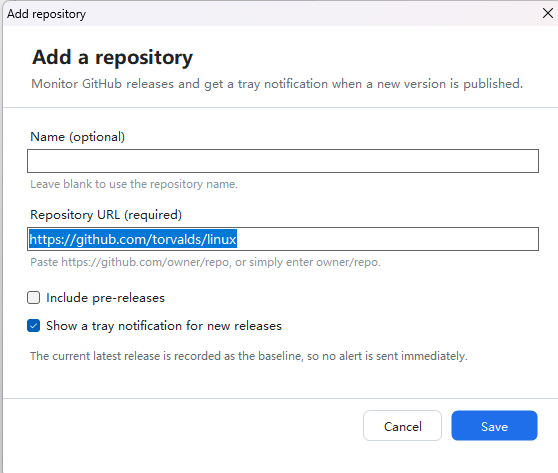 Add repository
Add a repository
Monitor GitHub releases and get a tray notification when a new version is published.
Name (optional)
Leave blank to use the repository name.
Repository URL (required)
https://github.com/torvalds/linux
Paste https://github.com/owner/repo, or simply enter owner/repo.
Include pre-releases
Show a tray notification for new releases
The current latest release is recorded as the baseline, so no alert is sent immediately.
Cancel
Save